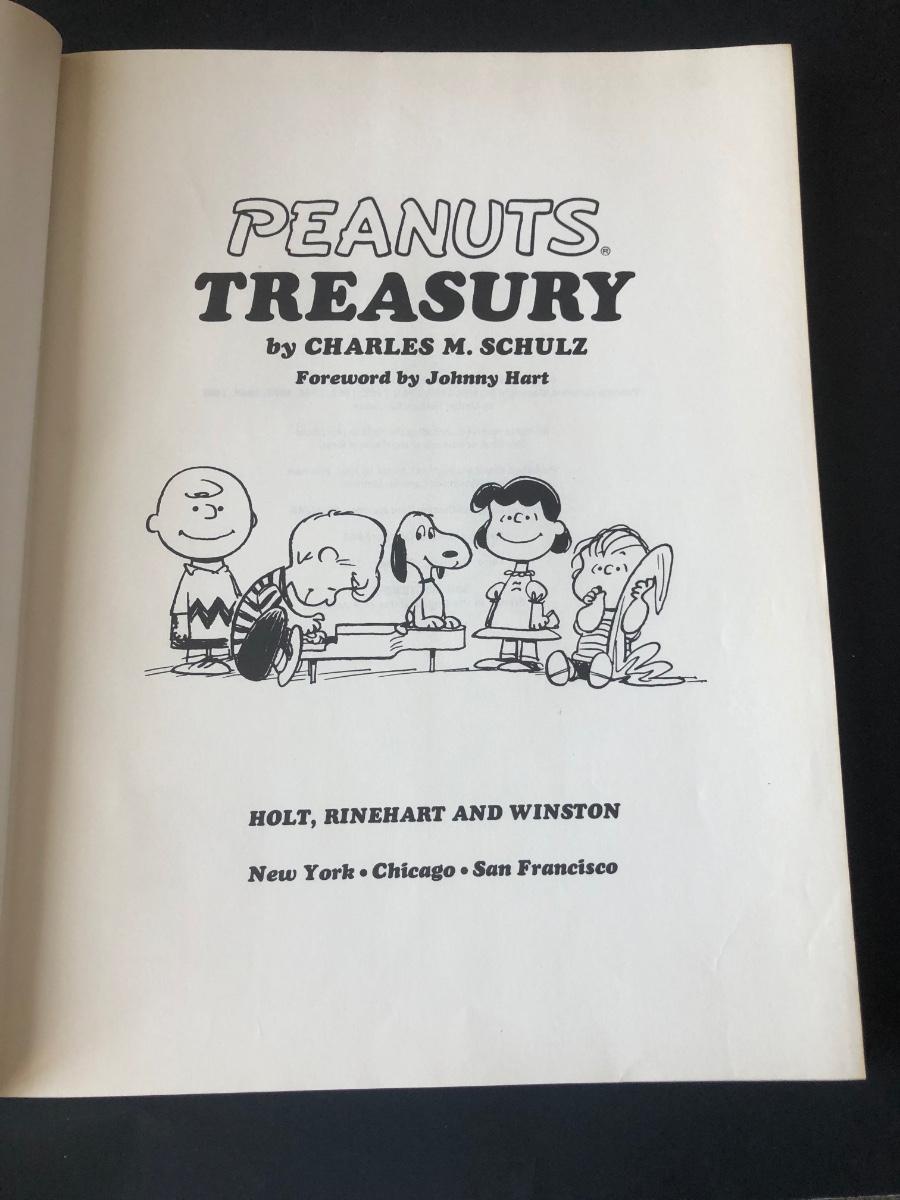 PEANUTS®
TREASURY
by CHARLES M. SCHULZ
Foreword by Johnny Hart
HOLT, RINEHART AND WINSTON
New York • Chicago • San Francisco